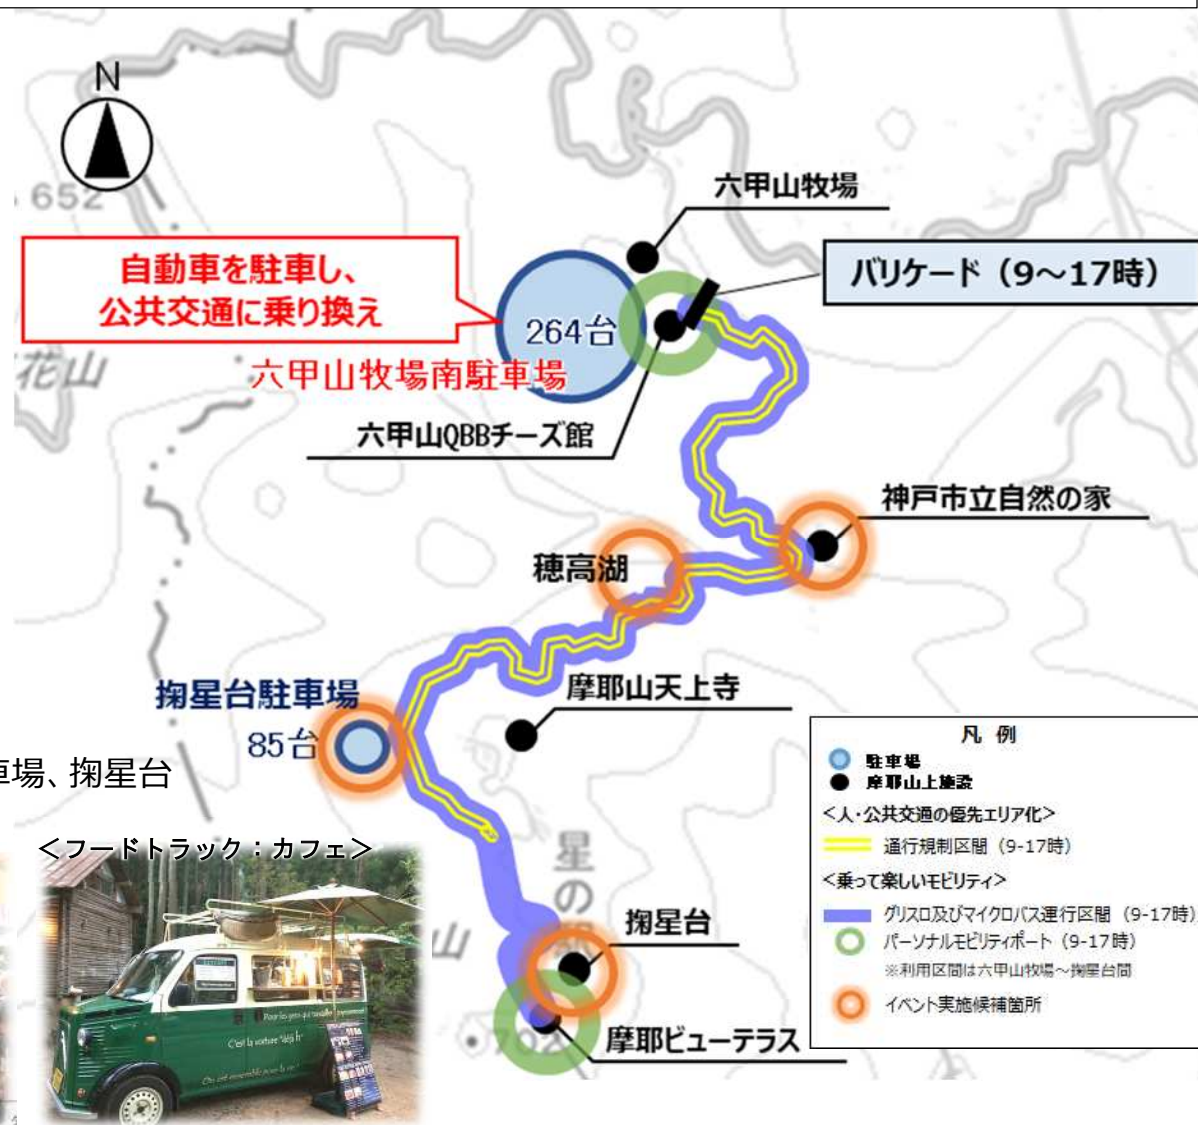 N
652
六甲山牧場
自動車を駐車し、
公共交通に乗り換え
バリケード（9～17時）
264台
六甲山牧場南駐車場
花山
六甲山QBBチーズ館
神戸市立自然の家
穂高湖
掬星台駐車場
85台
摩耶山天上寺
車場、掬星台
＜フードトラック：カフェ＞
星の
山
掬星台
702
摩耶ビューテラス
凡 例
駐車場
摩耶山上施設
＜人・公共交通の優先エリア化＞
通行規制区間（9-17時）
＜乗って楽しいモビリティ＞
グリスロ及びマイクロバス運行区間（9-17時）
パーソナルモビリティポート（9-17時）
※利用区間は六甲山牧場～掬星台間
イベント実施候補箇所
C'est la voiture "déjà h"